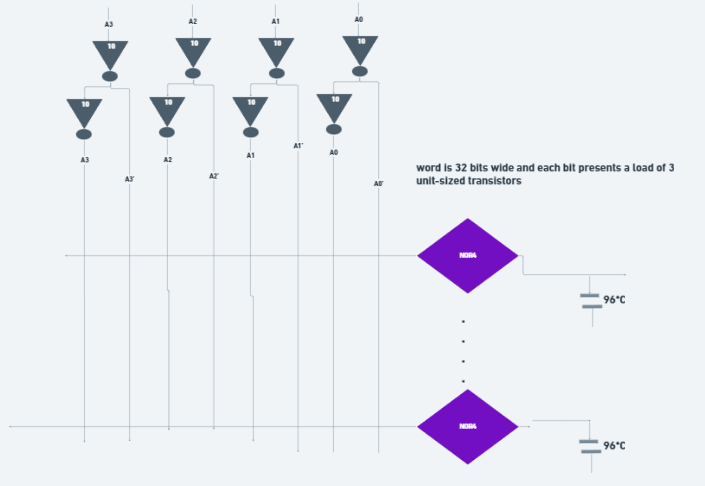 A3 A2 A1 A0
10 10 10 10
10 10 10 10
A3 A2 A1 A0
A3' A2' A1' A0'
word is 32 bits wide and each bit presents a load of 3
unit-sized transistors
NOR4
96*C
NOR4
96*C